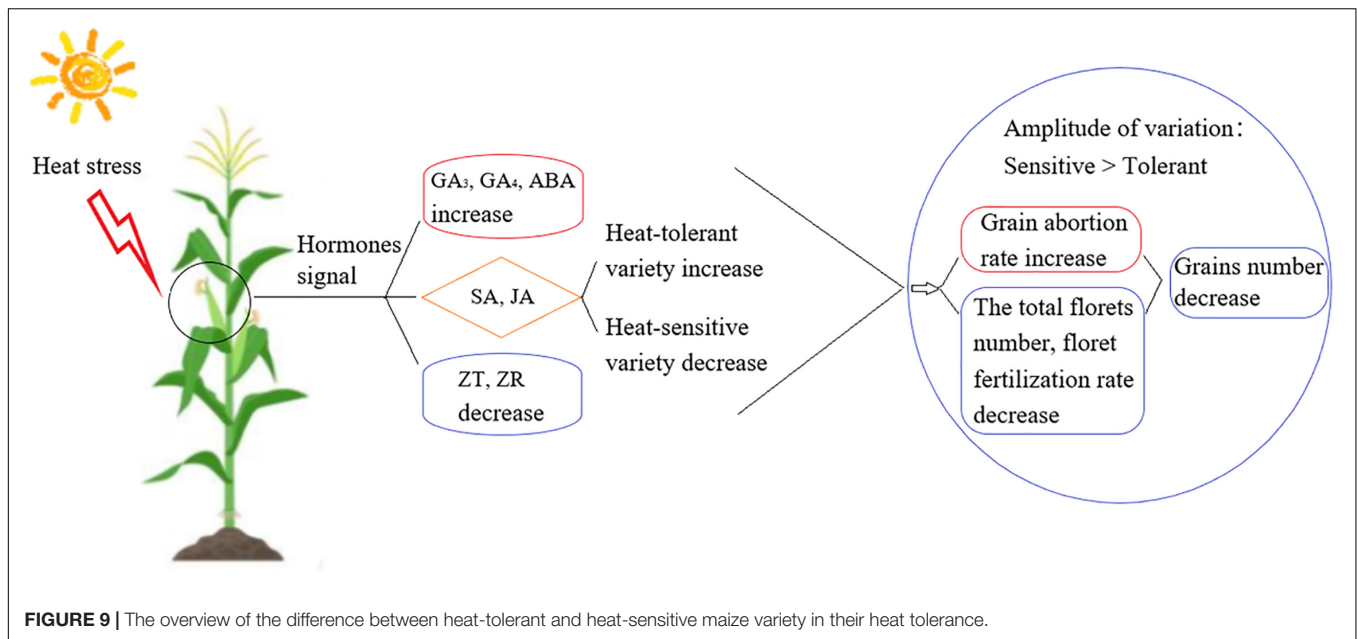 Heat stress
Hormones
signal
GA₃, GA₄, ABA
increase
SA, JA
ZT, ZR
decrease
Heat-tolerant
variety increase
Heat-sensitive
variety decrease
Amplitude of variation:
Sensitive > Tolerant
Grain abortion
rate increase
The total florets
number, floret
fertilization rate
decrease
Grains number
decrease
FIGURE 9 | The overview of the difference between heat-tolerant and heat-sensitive maize variety in their heat tolerance.